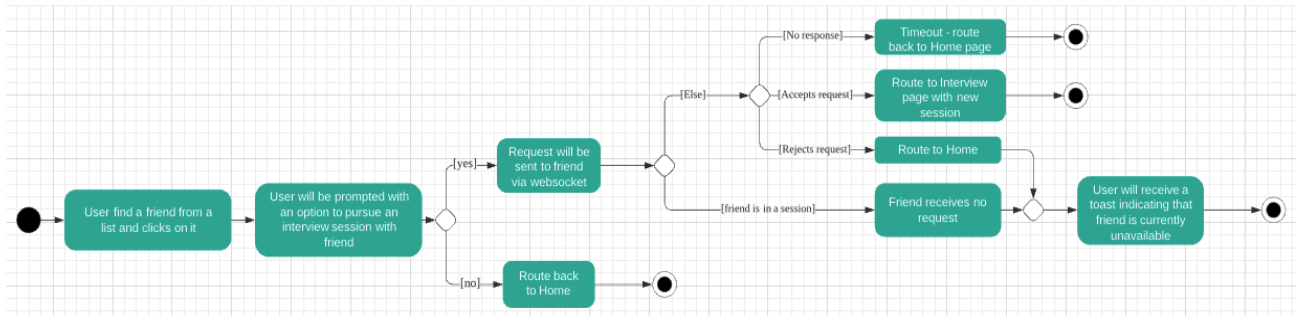 User find a friend from a
list and clicks on it
User will be prompted with
an option to pursue an
interview session with
friend
[yes]
Request will be
sent to friend
via websocket
[no]
Route back
to Home
[Else]
[No response]
Timeout - route
back to Home page
[Accepts request]
Route to Interview
page with new
session
[Rejects request]
Route to Home
[friend is in a session]
Friend receives no
request
User will receive a
toast indicating that
friend is currently
unavailable